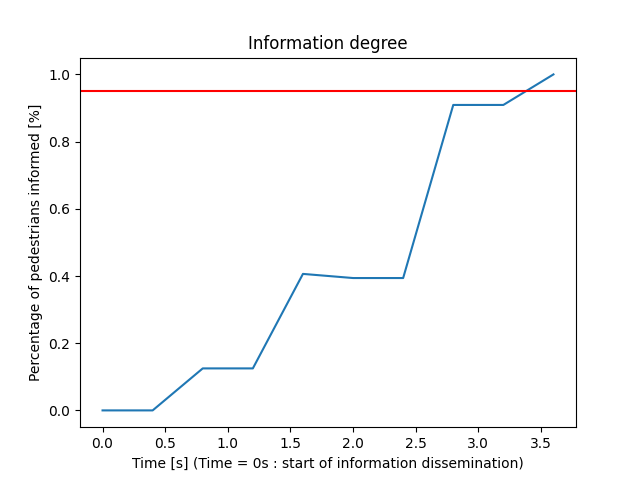 Information degree
Percentage of pedestrians informed [%]
1.0
0.8
0.6
0.4
0.2
0.0
0.0 0.5 1.0 1.5 2.0 2.5 3.0 3.5
Time [s] (Time = 0s : start of information dissemination)